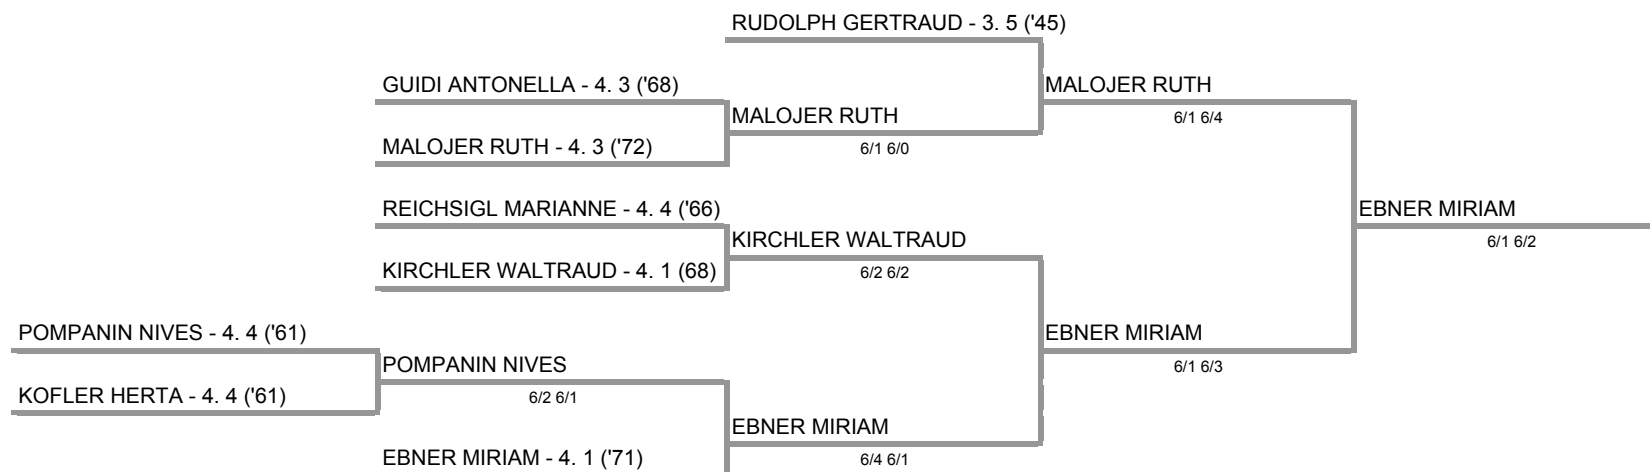 RUDOLPH GERTRAUD - 3. 5 ('45)
GUIDI ANTONELLA - 4. 3 ('68)
MALOJER RUTH
MALOJER RUTH
6/1 6/4
MALOJER RUTH - 4. 3 ('72)
6/1 6/0
REICHSIGL MARIANNE - 4. 4 ('66)
EBNER MIRIAM
KIRCHLER WALTRAUD
6/1 6/2
KIRCHLER WALTRAUD - 4. 1 (68)
6/2 6/2
POMPANIN NIVES - 4. 4 ('61)
EBNER MIRIAM
POMPANIN NIVES
6/1 6/3
KOFLER HERTA - 4. 4 ('61)
6/2 6/1
EBNER MIRIAM
EBNER MIRIAM - 4. 1 ('71)
6/4 6/1